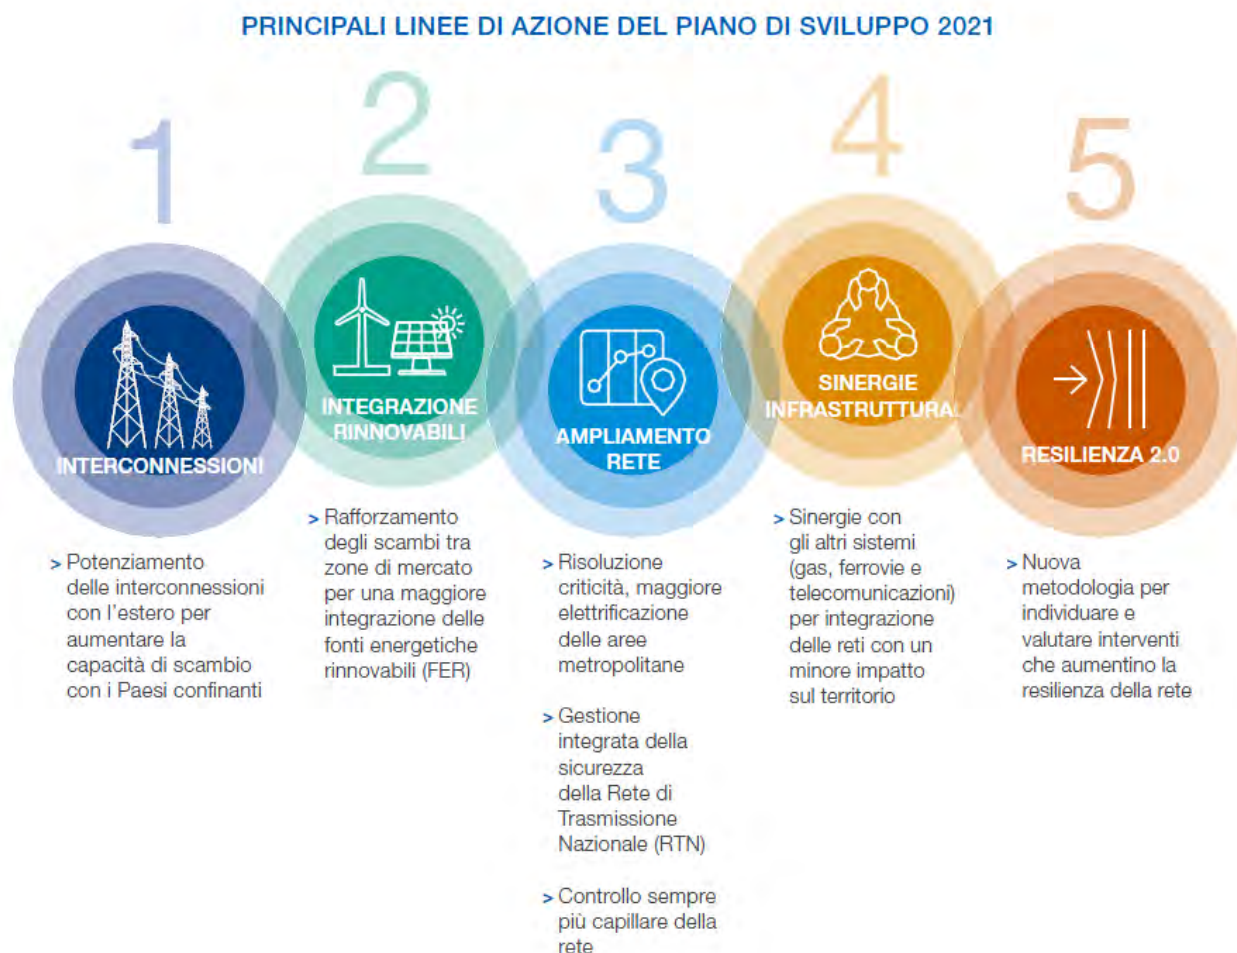 PRINCIPALI LINEE DI AZIONE DEL PIANO DI SVILUPPO 2021
1
INTERCONNESSIONI
> Potenziamento
delle interconnessioni
con l'estero per
aumentare la
capacità di scambio
con i Paesi confinanti
2
INTEGRAZIONE
RINNOVABILI
> Rafforzamento
degli scambi tra
zone di mercato
per una maggiore
integrazione delle
fonti energetiche
rinnovabili (FER)
3
AMPLIAMENTO
RETE
> Risoluzione
criticità, maggiore
elettrificazione
delle aree
metropolitane
> Gestione
integrata della
sicurezza
della Rete di
Trasmissione
Nazionale (RTN)
> Controllo sempre
più capillare della
rete
4
SINERGIE
INFRASTRUTTURAL
> Sinergie con
gli altri sistemi
(gas, ferrovie e
telecomunicazioni)
per integrazione
delle reti con un
minore impatto
sul territorio
5
RESILIENZA 2.0
> Nuova
metodologia per
individuare e
valutare interventi
che aumentino la
resilienza della rete